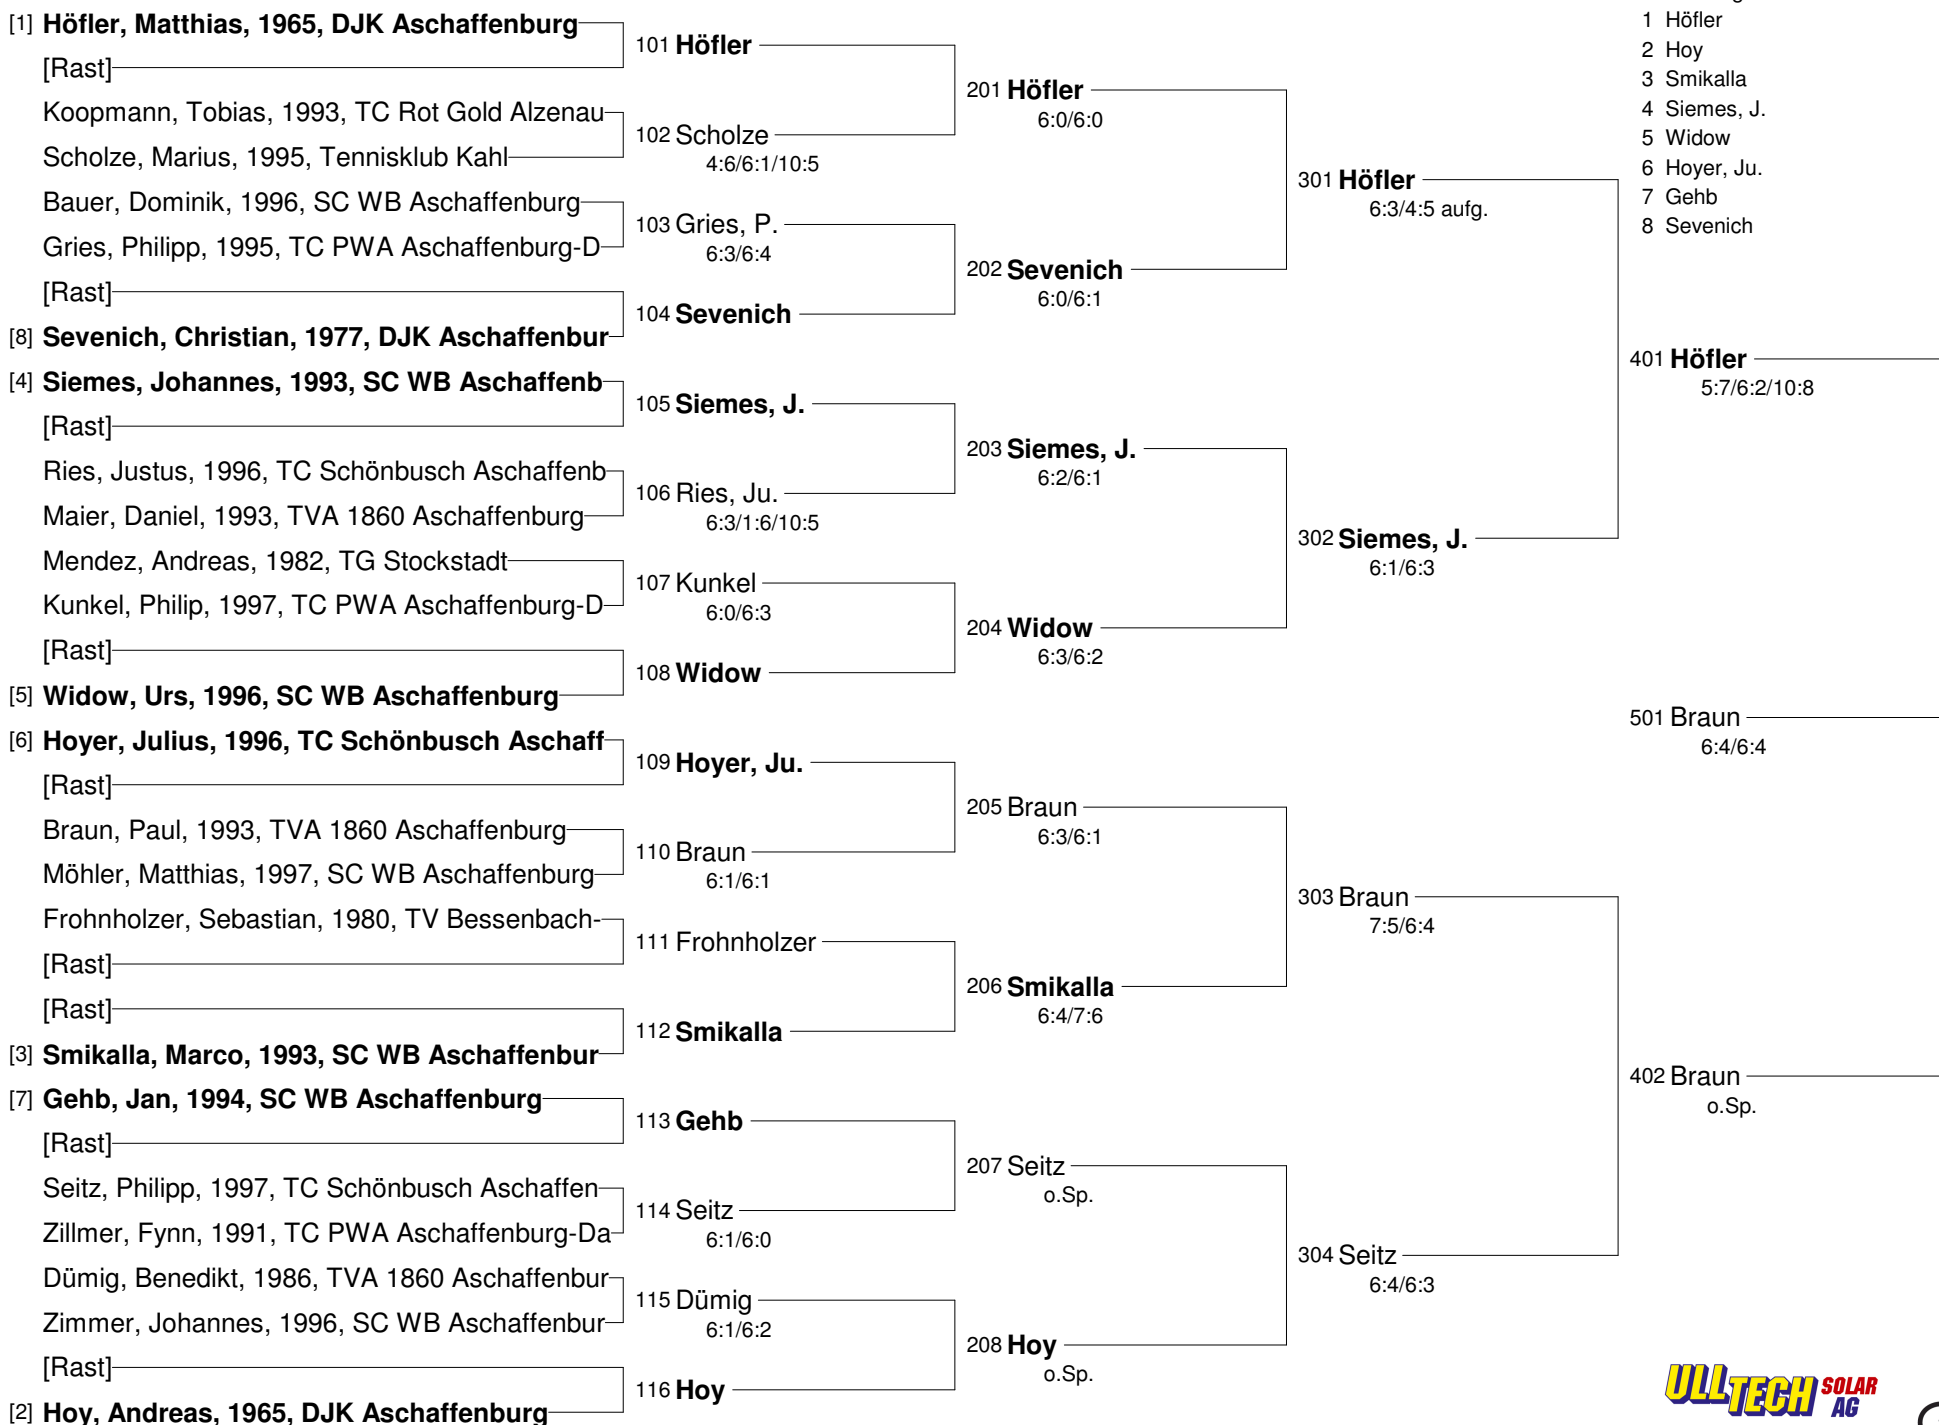 [1] Höfler, Matthias, 1965, DJK Aschaffenburg
[Rast]
Koopmann, Tobias, 1993, TC Rot Gold Alzenau
Scholze, Marius, 1995, Tennisklub Kahl
Bauer, Dominik, 1996, SC WB Aschaffenburg
Gries, Philipp, 1995, TC PWA Aschaffenburg-D
[Rast]
[8] Sevenich, Christian, 1977, DJK Aschaffenbur
[4] Siemes, Johannes, 1993, SC WB Aschaffenb
[Rast]
Ries, Justus, 1996, TC Schönbusch Aschaffenb
Maier, Daniel, 1993, TVA 1860 Aschaffenburg
Mendez, Andreas, 1982, TG Stockstadt
Kunkel, Philip, 1997, TC PWA Aschaffenburg-D
[Rast]
[5] Widow, Urs, 1996, SC WB Aschaffenburg
[6] Hoyer, Julius, 1996, TC Schönbusch Aschaff
[Rast]
Braun, Paul, 1993, TVA 1860 Aschaffenburg
Möhler, Matthias, 1997, SC WB Aschaffenburg
Frohnholzer, Sebastian, 1980, TV Bessenbach-
[Rast]
[Rast]
[3] Smikalla, Marco, 1993, SC WB Aschaffenbur
[7] Gehb, Jan, 1994, SC WB Aschaffenburg
[Rast]
Seitz, Philipp, 1997, TC Schönbusch Aschaffen
Zillmer, Fynn, 1991, TC PWA Aschaffenburg-Da
Dümig, Benedikt, 1986, TVA 1860 Aschaffenbur
Zimmer, Johannes, 1996, SC WB Aschaffenbur
[Rast]
[2] Hoy, Andreas, 1965, DJK Aschaffenburg
101 Höfler
102 Scholze
4:6/6:1/10:5
103 Gries, P.
6:3/6:4
104 Sevenich
105 Siemes, J.
106 Ries, Ju.
6:3/1:6/10:5
107 Kunkel
6:0/6:3
108 Widow
109 Hoyer, Ju.
110 Braun
6:1/6:1
111 Frohnholzer
112 Smikalla
113 Gehb
114 Seitz
6:1/6:0
115 Dümig
6:1/6:2
116 Hoy
201 Höfler
6:0/6:0
202 Sevenich
6:0/6:1
203 Siemes, J.
6:2/6:1
204 Widow
6:3/6:2
205 Braun
6:3/6:1
206 Smikalla
6:4/7:6
207 Seitz
o.Sp.
208 Hoy
o.Sp.
301 Höfler
6:3/4:5 aufg.
302 Siemes, J.
6:1/6:3
303 Braun
7:5/6:4
304 Seitz
6:4/6:3
1 Höfler
2 Hoy
3 Smikalla
4 Siemes, J.
5 Widow
6 Hoyer, Ju.
7 Gehb
8 Sevenich
401 Höfler
5:7/6:2/10:8
501 Braun
6:4/6:4
402 Braun
o.Sp.
ULLTECH SOLAR
AG